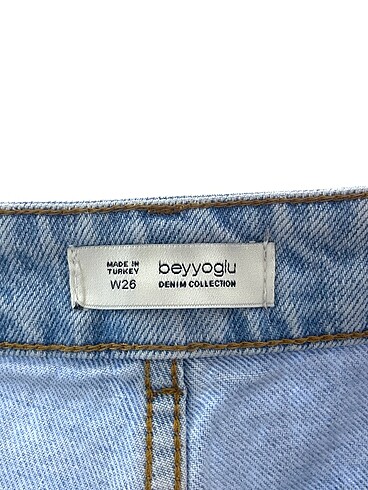 MADE IN
TURKEY
W26
beyyoglu
DENIM COLLECTION